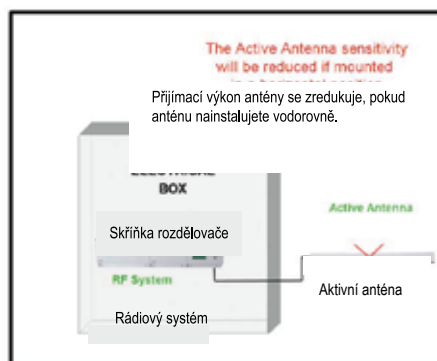 The Active Antenna sensitivity
will be reduced if mounted
Přijímací výkon antény se zredukuje, pokud
anténu nainstalujete vodorovně.
BOX
Active Antenna
Skříňka rozdělovače
RF System
Aktivní anténa
Rádiový systém